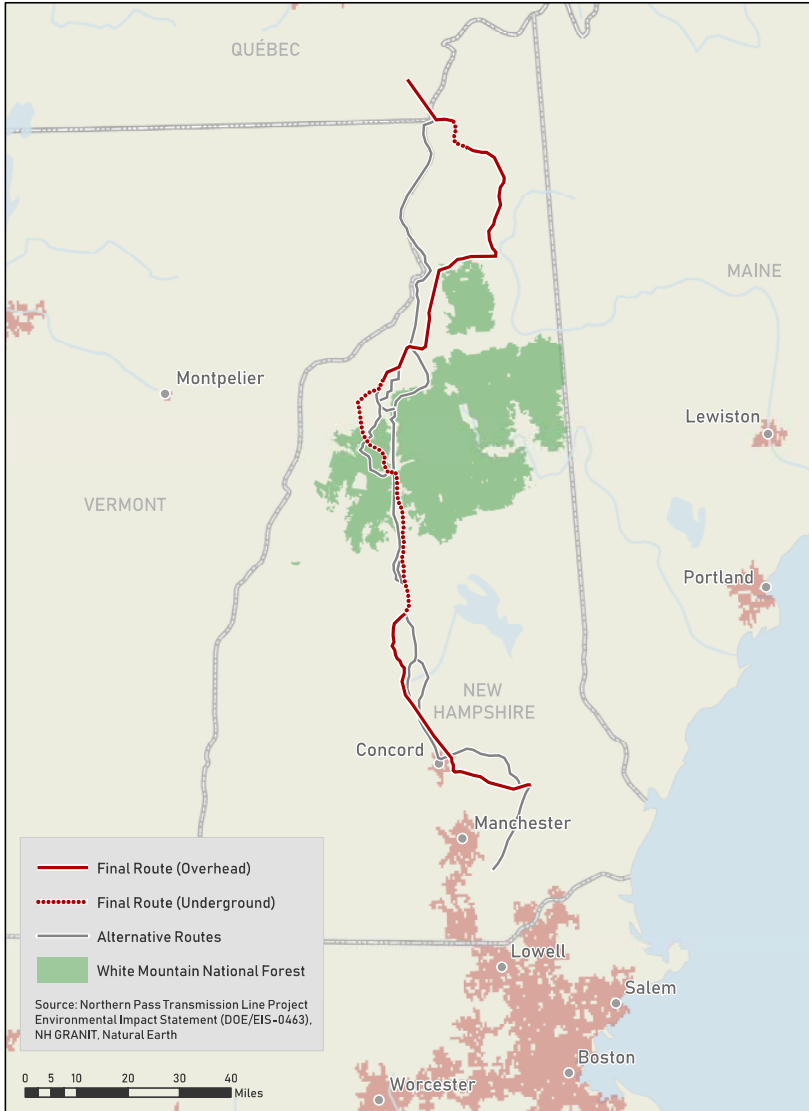 QUÉBEC
MAINE
Montpelier
Lewiston
VERMONT
Portland
NEW
HAMPSHIRE
Concord
Manchester
Final Route (Overhead)
Final Route (Underground)
Alternative Routes
White Mountain National Forest
Source: Northern Pass Transmission Line Project
Environmental Impact Statement (DOE/EIS-0463),
NH GRANIT, Natural Earth
Lowell
Salem
Boston
Worcester
0 5 10 20 30 40
Miles